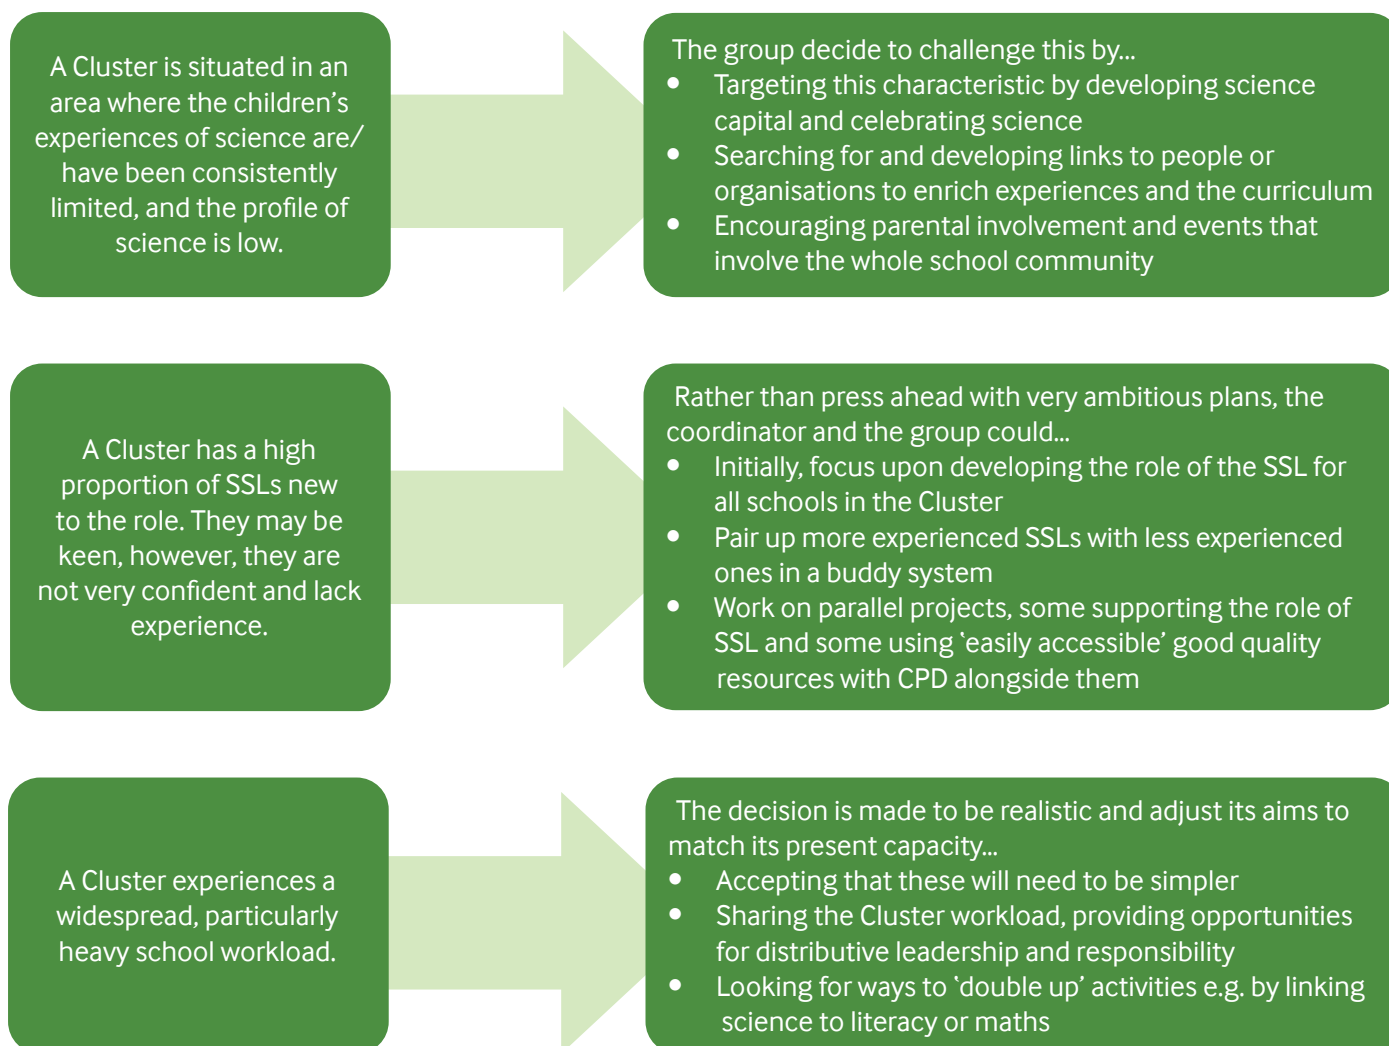 A Cluster is situated in an
area where the children’s
experiences of science are/
have been consistently
limited, and the profile of
science is low.
The group decide to challenge this by...
• Targeting this characteristic by developing science
capital and celebrating science
• Searching for and developing links to people or
organisations to enrich experiences and the curriculum
• Encouraging parental involvement and events that
involve the whole school community
A Cluster has a high
proportion of SSLs new
to the role. They may be
keen, however, they are
not very confident and lack
experience.
Rather than press ahead with very ambitious plans, the
coordinator and the group could...
• Initially, focus upon developing the role of the SSL for
all schools in the Cluster
• Pair up more experienced SSLs with less experienced
ones in a buddy system
• Work on parallel projects, some supporting the role of
SSL and some using ‘easily accessible’ good quality
resources with CPD alongside them
A Cluster experiences a
widespread, particularly
heavy school workload.
The decision is made to be realistic and adjust its aims to
match its present capacity...
• Accepting that these will need to be simpler
• Sharing the Cluster workload, providing opportunities
for distributive leadership and responsibility
• Looking for ways to ‘double up’ activities e.g. by linking
science to literacy or maths